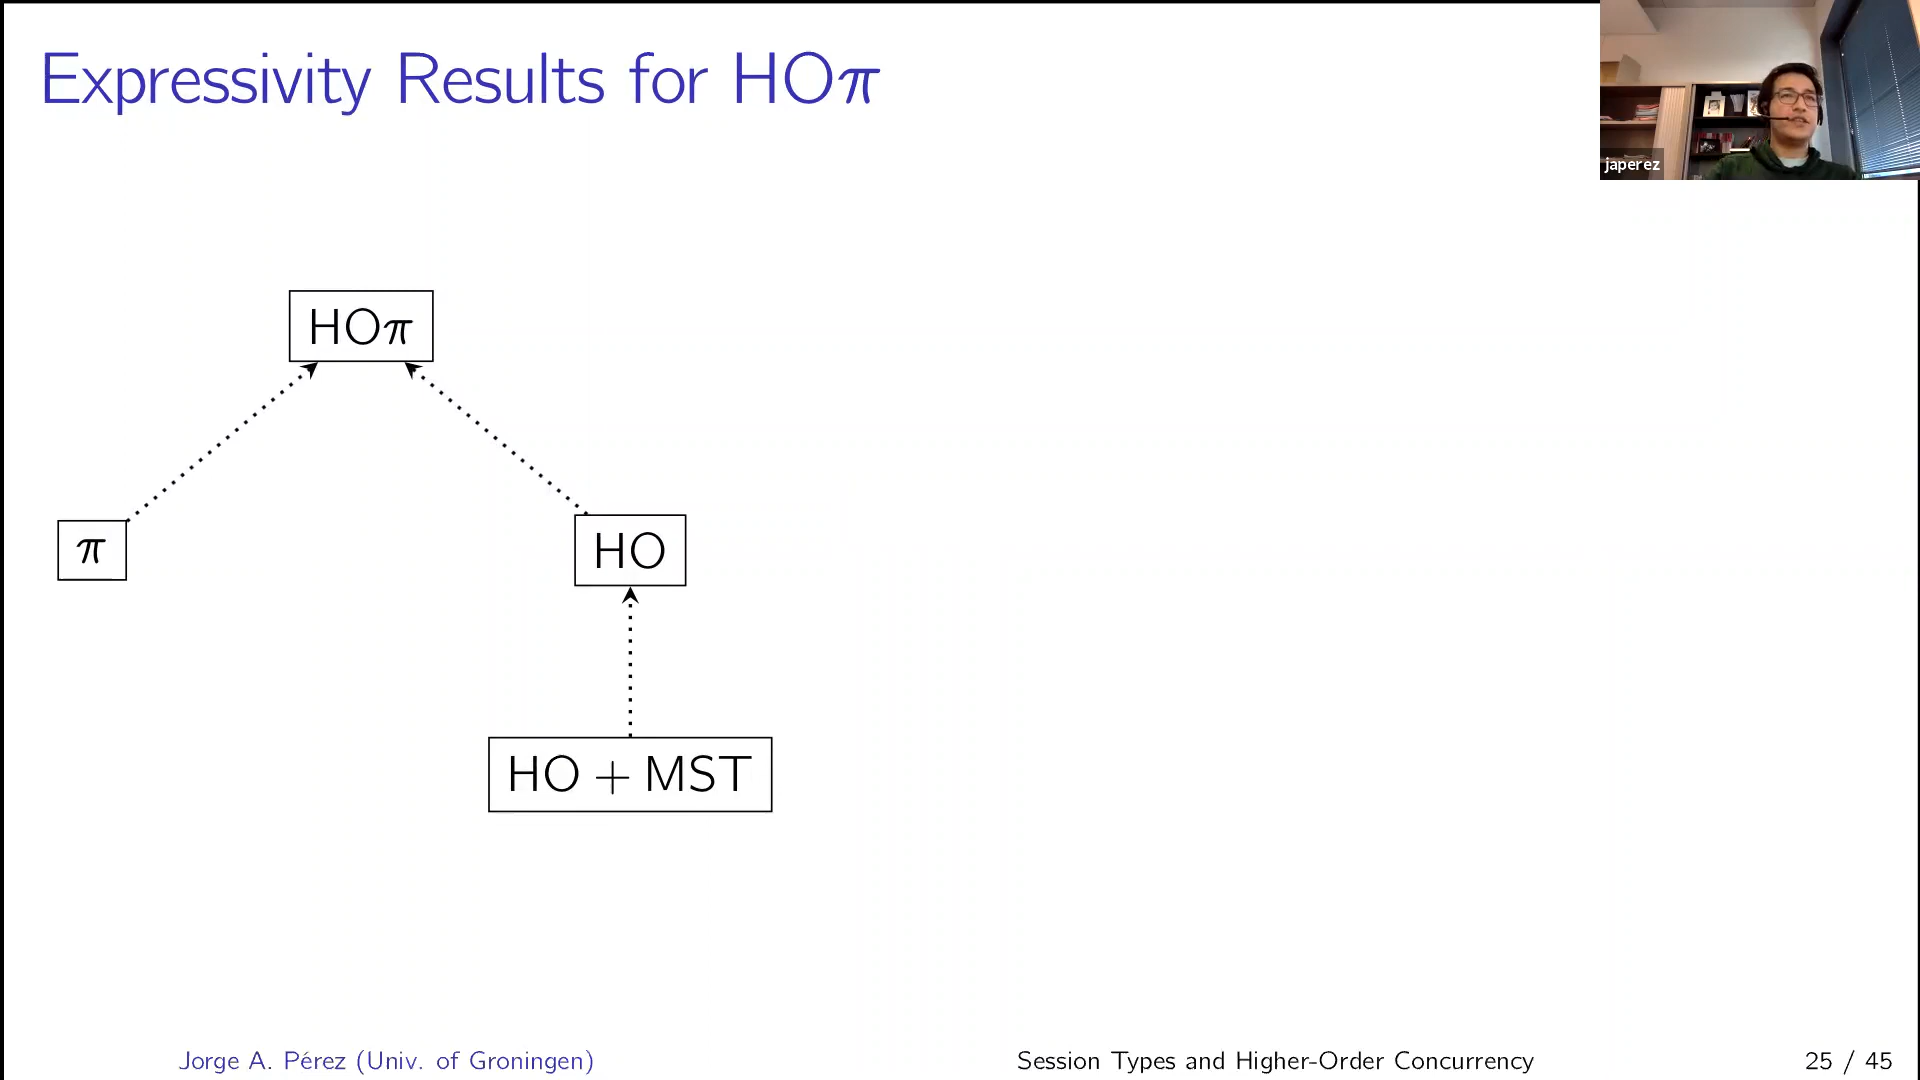 Expressivity Results for HOπ
japerez
HOπ
π
HO
HO + MST
Jorge A. Pérez (Univ. of Groningen)
Session Types and Higher-Order Concurrency
25 / 45